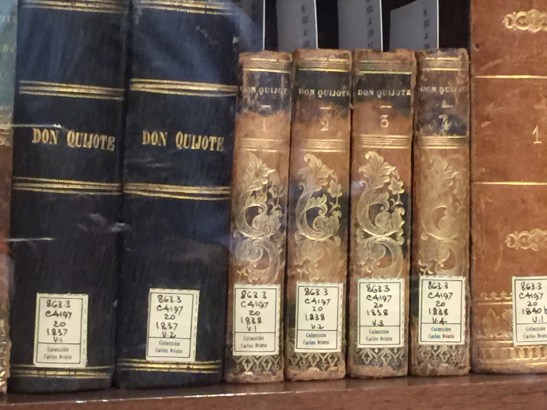 DON QUIJOTE
863.3
C4197
20
1837
Colección
Carlos Prieto
DON QUIJOTE
863.3
C4197
20
1837
V.2
Colección
Carlos Prieto
DON QUIJOTE
1
863.3
C4197
20
1838
V.1
Colección
Carlos Prieto
DON QUIJOTE
2
863.3
C4197
20
1838
V.2
Colección
Carlos Prieto
DON QUIJOTE
3
863.3
C4197
20
1838
V.3
Colección
Carlos Prieto
DON QUIJOTE
4
863.3
C4197
20
1838
V.4
Colección
Carlos Prieto
1
863.3
C4197
20
1840
V.1
Colección
Carlos Prieto